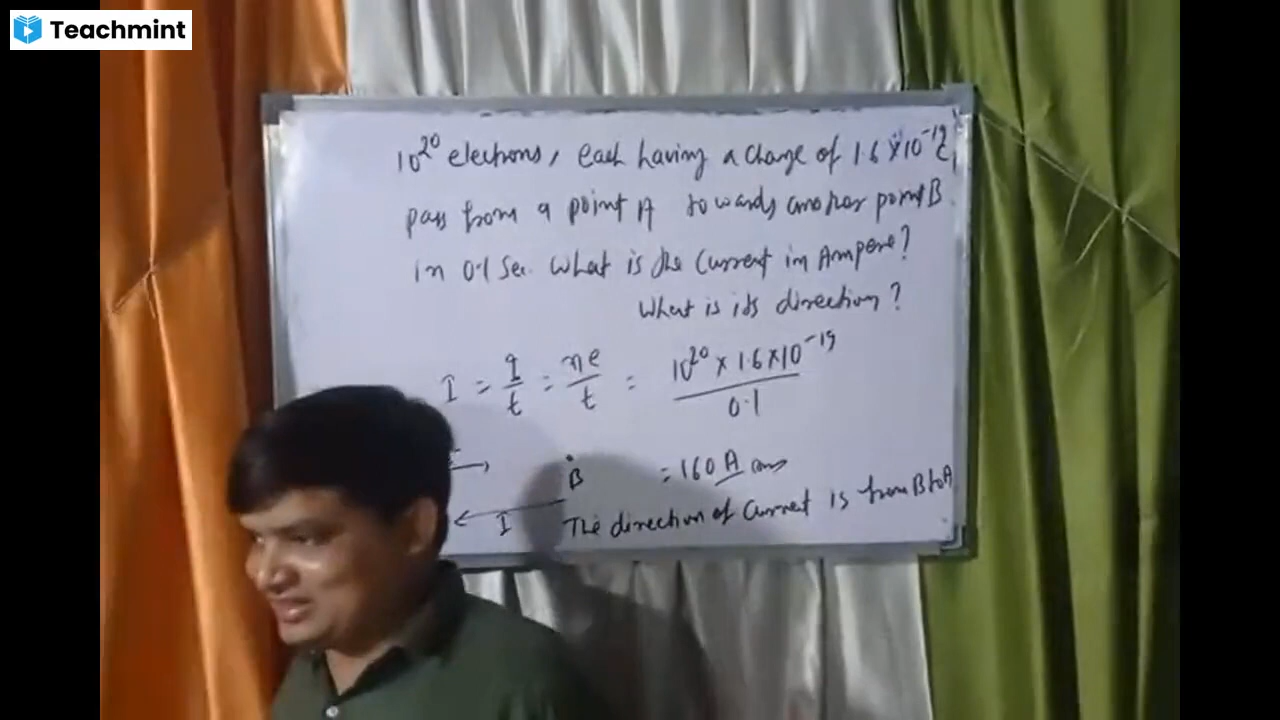 Teachmint
10²⁰ electrons, each having a charge of 1.6 × 10⁻¹⁹ C,
pass from a point A towards another point B
in 0.1 sec. What is the current in Ampere?
What is its direction?
I = q/t = ne/t = 10²⁰ × 1.6 × 10⁻¹⁹ / 0.1
= 160 A ans
B
I
The direction of current is from B to A